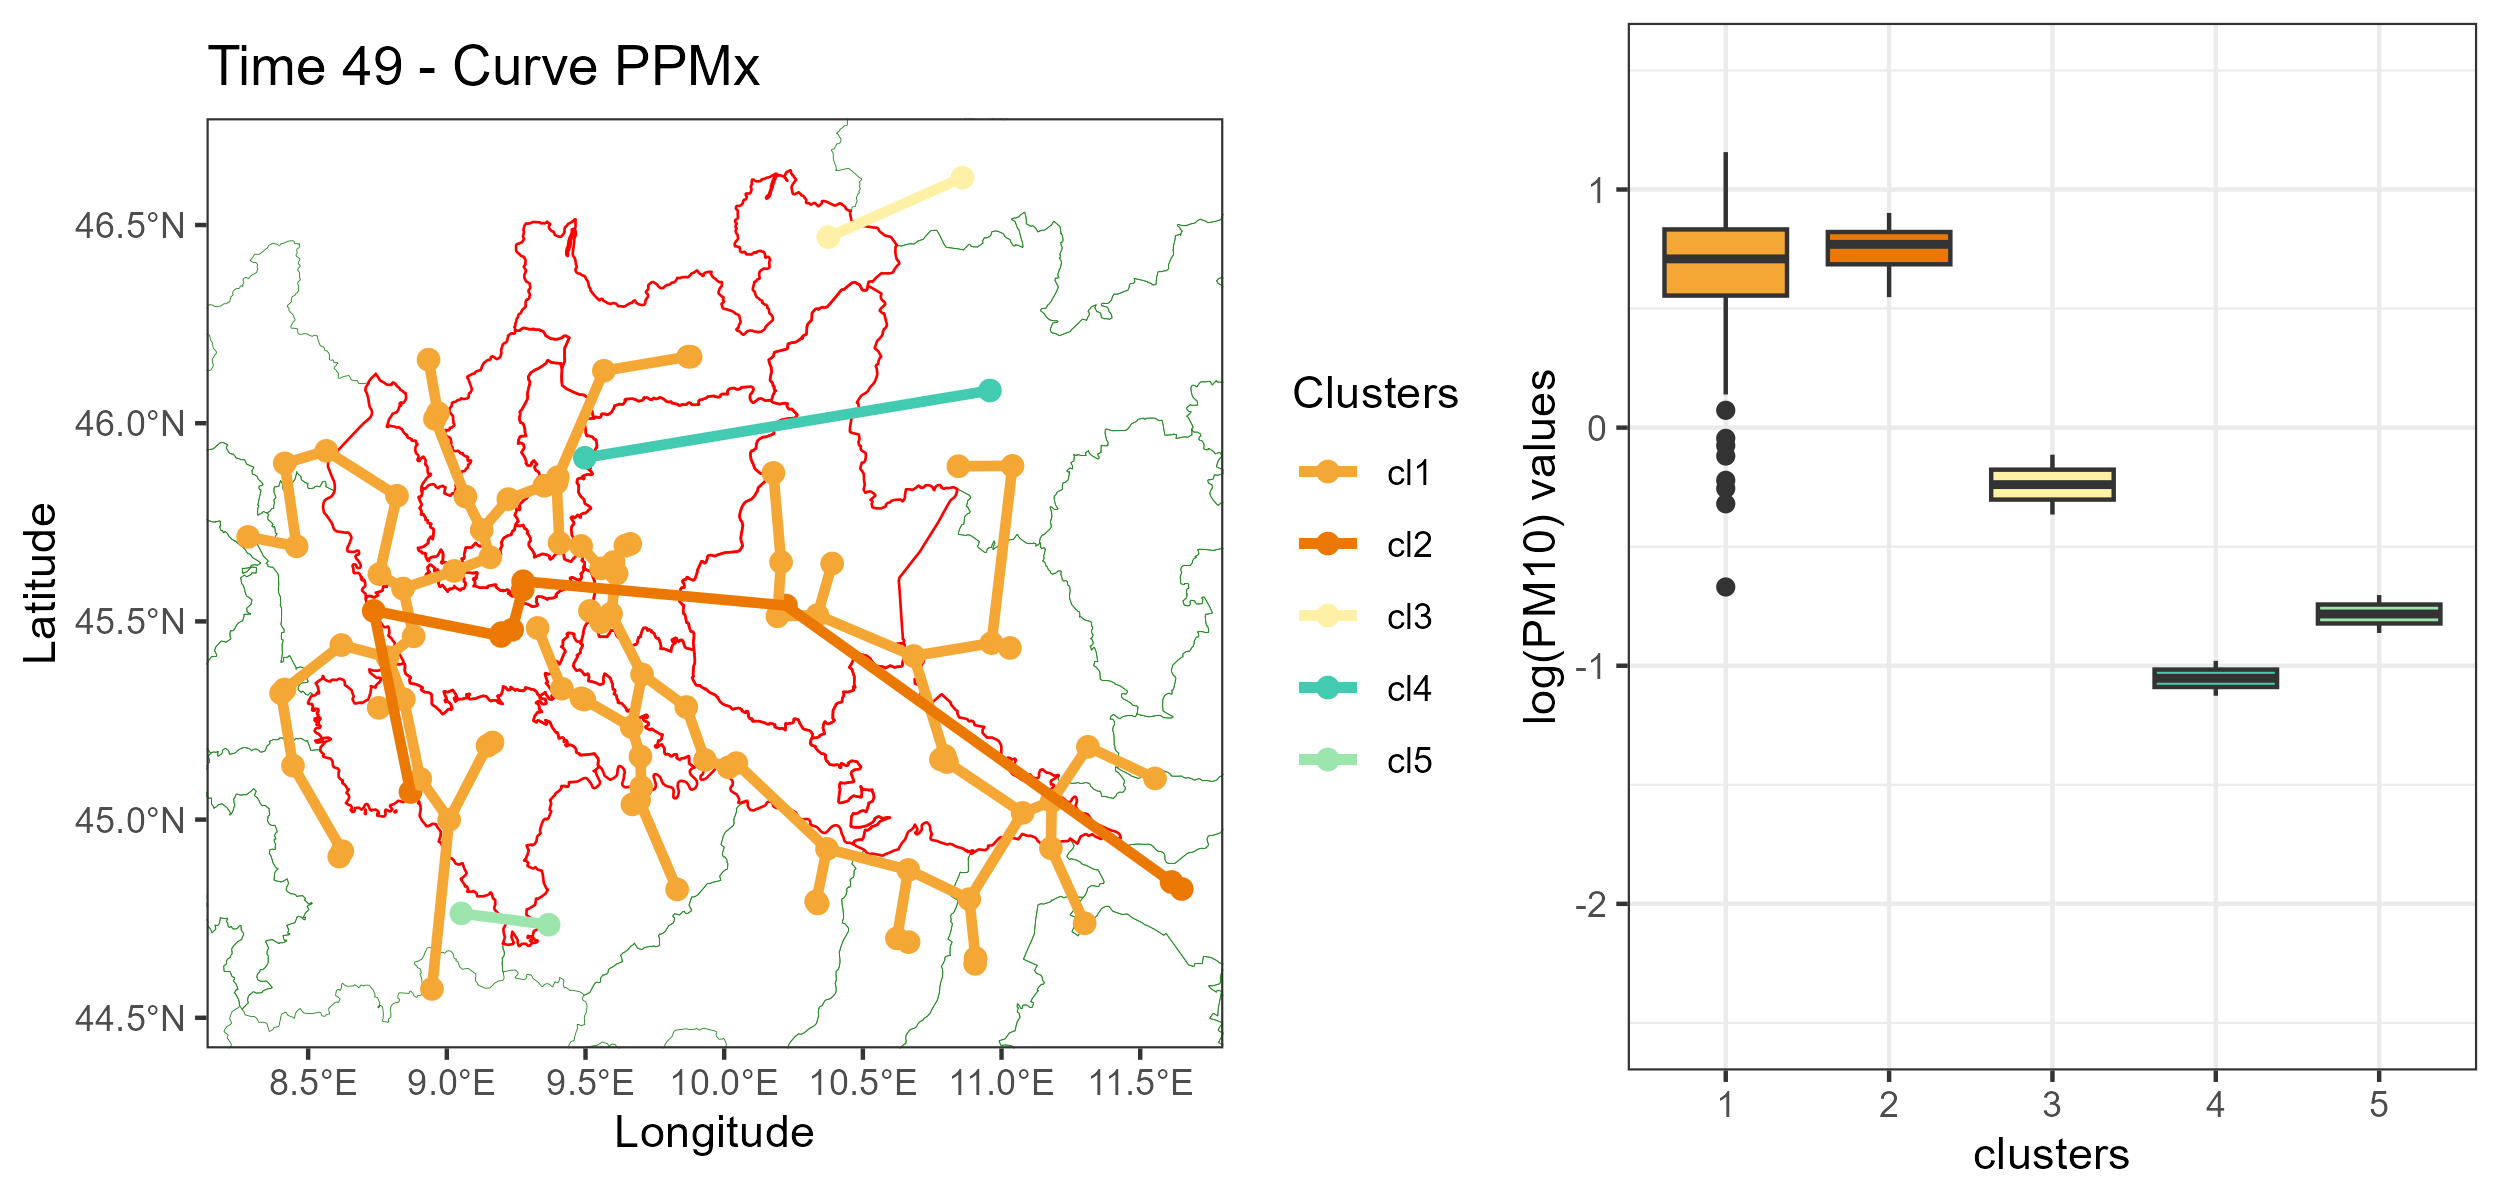 Time 49 - Curve PPMx
46.5°N
46.0°N
45.5°N
45.0°N
44.5°N
Latitude
8.5°E 9.0°E 9.5°E 10.0°E 10.5°E 11.0°E 11.5°E
Longitude
Clusters
cl1
cl2
cl3
cl4
cl5
log(PM10) values
1
0
-1
-2
1 2 3 4 5
clusters